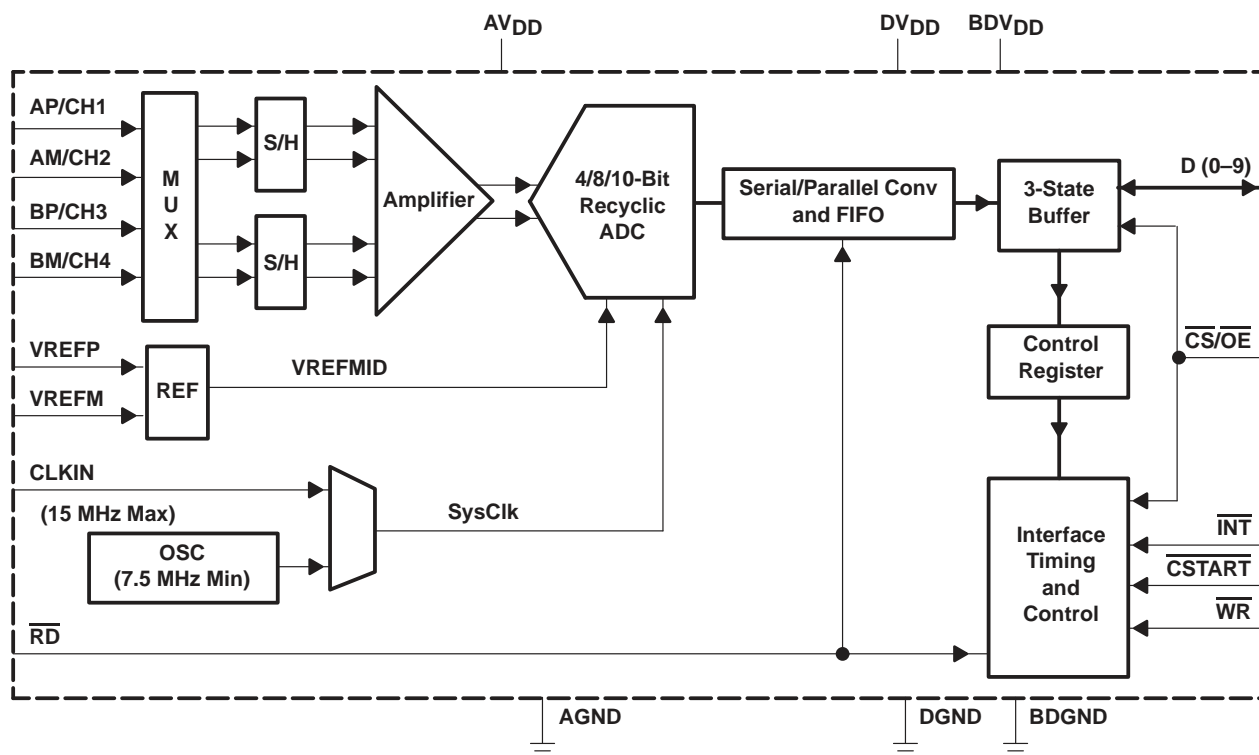 AVDD
DVDD
BDVDD
AP/CH1
AM/CH2
BP/CH3
BM/CH4
M
U
X
S/H
S/H
Amplifier
4/8/10-Bit
Recyclic
ADC
Serial/Parallel Conv
and FIFO
3-State
Buffer
D (0–9)
Control
Register
CS/OE
VREFP
VREFM
REF
VREFMID
CLKIN
(15 MHz Max)
OSC
(7.5 MHz Min)
SysClk
Interface
Timing
and
Control
INT
CSTART
WR
RD
AGND
DGND
BDGND